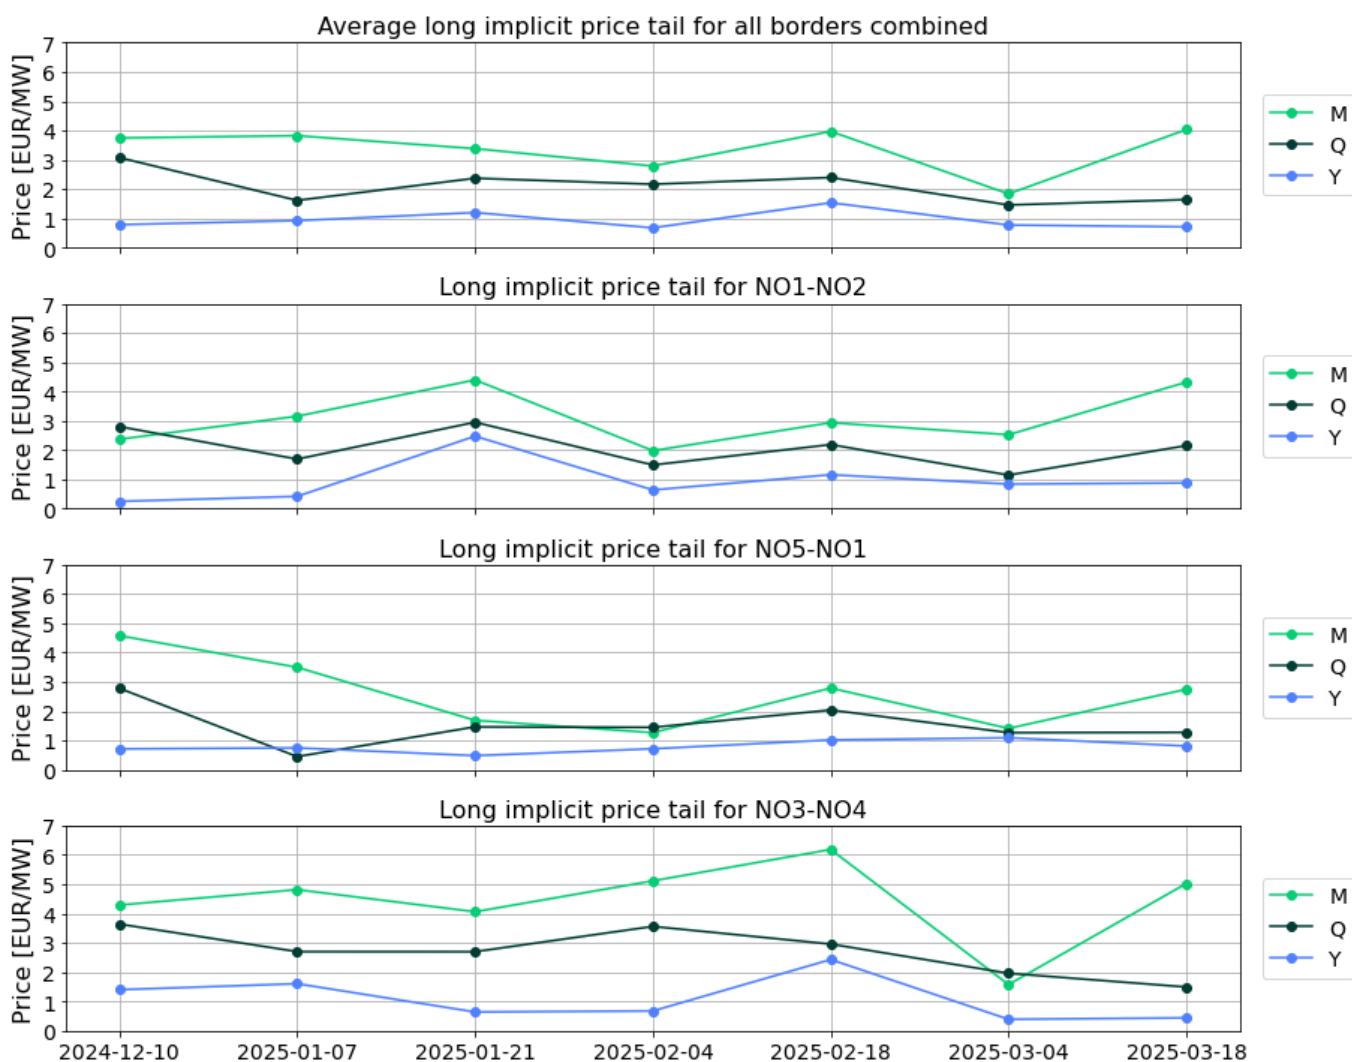 Average long implicit price tail for all borders combined
Price [EUR/MW]
7
6
5
4
3
2
1
0
M
Q
Y
Long implicit price tail for NO1-NO2
Price [EUR/MW]
7
6
5
4
3
2
1
0
M
Q
Y
Long implicit price tail for NO5-NO1
Price [EUR/MW]
7
6
5
4
3
2
1
0
M
Q
Y
Long implicit price tail for NO3-NO4
Price [EUR/MW]
7
6
5
4
3
2
1
0
M
Q
Y
2024-12-10 2025-01-07 2025-01-21 2025-02-04 2025-02-18 2025-03-04 2025-03-18